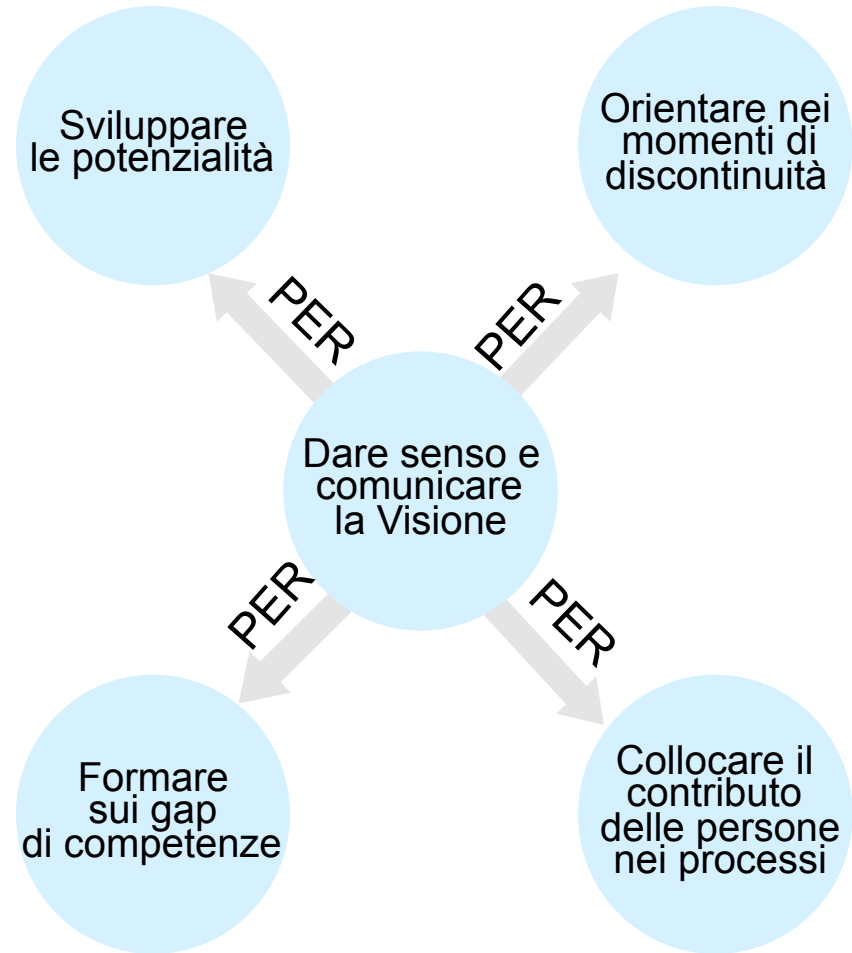 Sviluppare
le potenzialità
Orientare nei
momenti di
discontinuità
PER
PER
Dare senso e
comunicare
la Visione
PER
PER
Formare
sui gap
di competenze
Collocare il
contributo
delle persone
nei processi